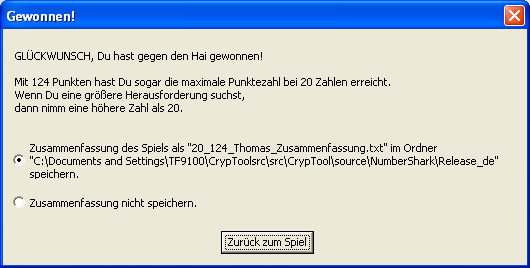 Gewonnen!
GLÜCKWUNSCH, Du hast gegen den Hai gewonnen!
Mit 124 Punkten hast Du sogar die maximale Punktezahl bei 20 Zahlen erreicht.
Wenn Du eine größere Herausforderung suchst,
dann nimm eine höhere Zahl als 20.
Zusammenfassung des Spiels als "20_124_Thomas_Zusammenfassung.txt" im Ordner
"C:\Documents and Settings\TF9100\CrypToolsrc\src\CrypTool\source\NumberShark\Release_de"
speichern.
Zusammenfassung nicht speichern.
Zurück zum Spiel